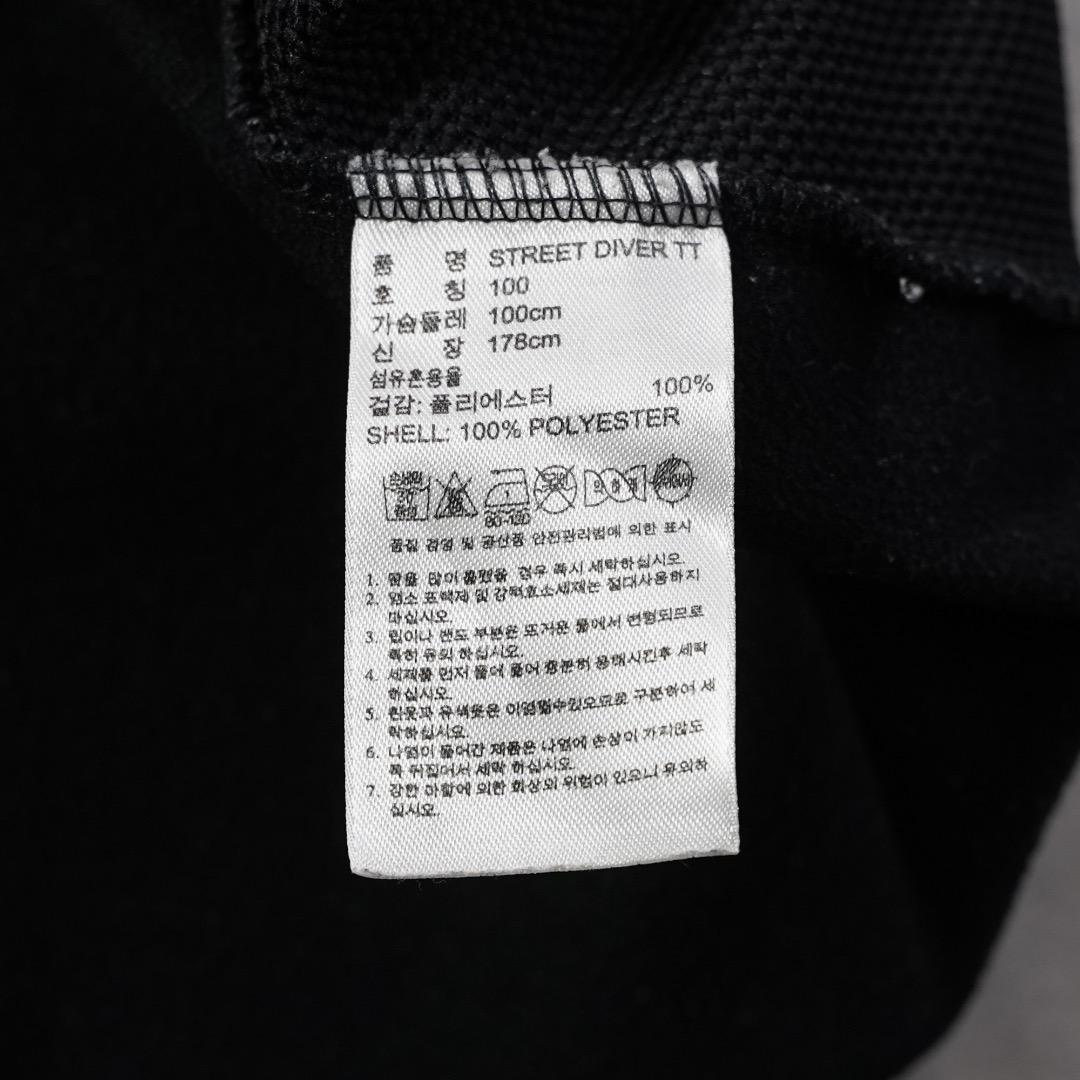 품 명 STREET DIVER TT
호 칭 100
가슴둘레 100cm
신 장 178cm
섬유혼용율
겉감: 폴리에스터 100%
SHELL: 100% POLYESTER
손세탁
30
중성
80-120
품질 경영 및 공산품 안전관리법에 의한 표시
1. 땀을 많이 흘렸을 경우 즉시 세탁하십시오.
2. 염소 표백제 및 강력효소세제는 절대사용하지
마십시오.
3. 립이나 밴드 부분은 뜨거운 물에서 변형되므로
특히 유의 하십시오.
4. 세제를 먼저 물에 풀어 충분히 용해시킨후 세탁
하십시오.
5. 흰옷과 유색옷은 이염될수있으므로 구분하여 세
탁하십시오.
6. 나염이 들어간 제품은 나염에 손상이 가지않도
록 뒤집어서 세탁 하십시오.
7. 강한 마찰에 의한 화상의 위험이 있으니 유의하
십시오.